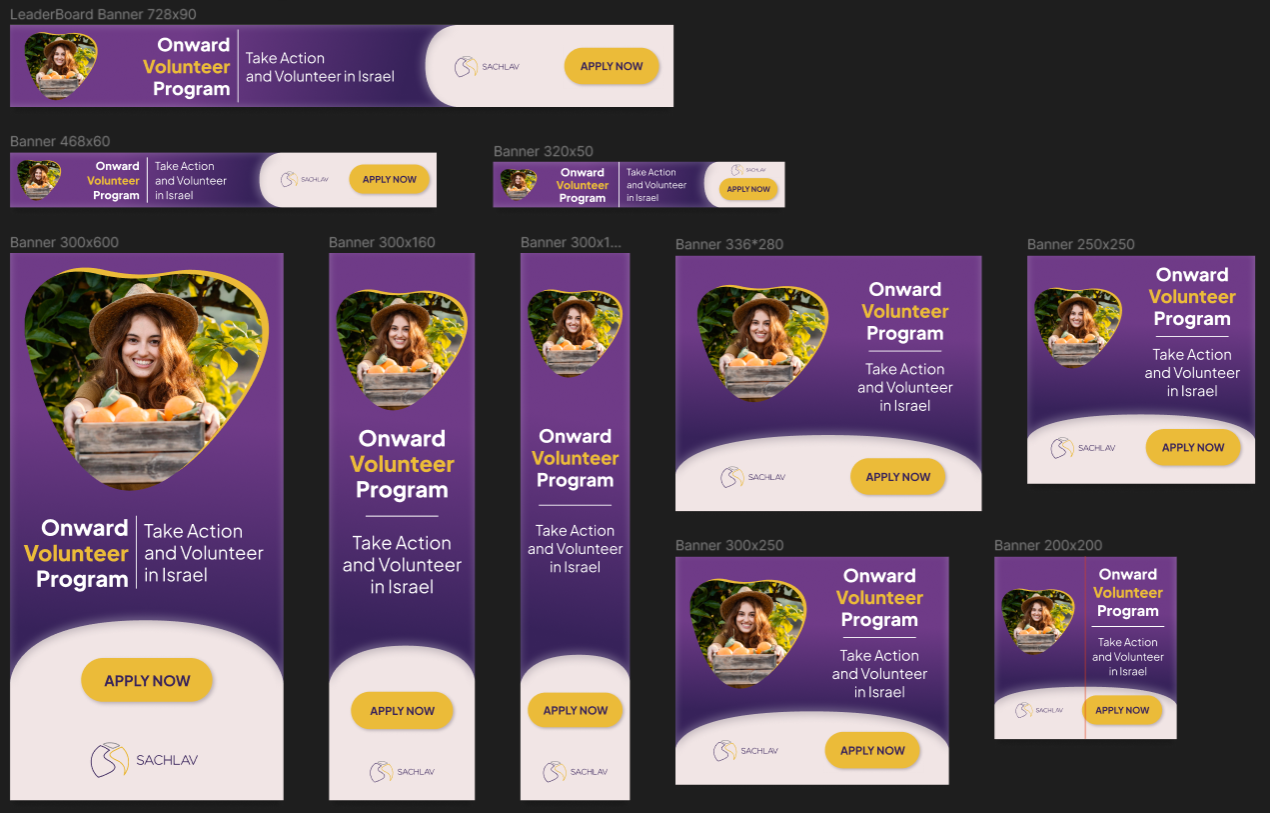 LeaderBoard Banner 728x90
Onward
Volunteer
Program
Take Action
and Volunteer in Israel
SACHLAV
APPLY NOW
Banner 468x60
Onward
Volunteer
Program
Take Action
and Volunteer
in Israel
SACHLAV
APPLY NOW
Banner 320x50
Onward
Volunteer
Program
Take Action
and Volunteer
in Israel
SACHLAV
APPLY NOW
Banner 300x600
Onward
Volunteer
Program
Take Action
and Volunteer
in Israel
APPLY NOW
SACHLAV
Banner 300x160
Onward
Volunteer
Program
Take Action
and Volunteer
in Israel
APPLY NOW
SACHLAV
Banner 300x1...
Onward
Volunteer
Program
Take Action
and Volunteer
in Israel
APPLY NOW
SACHLAV
Banner 336*280
Onward
Volunteer
Program
Take Action
and Volunteer
in Israel
SACHLAV
APPLY NOW
Banner 250x250
Onward
Volunteer
Program
Take Action
and Volunteer
in Israel
SACHLAV
APPLY NOW
Banner 300x250
Onward
Volunteer
Program
Take Action
and Volunteer
in Israel
SACHLAV
APPLY NOW
Banner 200x200
Onward
Volunteer
Program
Take Action
and Volunteer
in Israel
SACHLAV
APPLY NOW